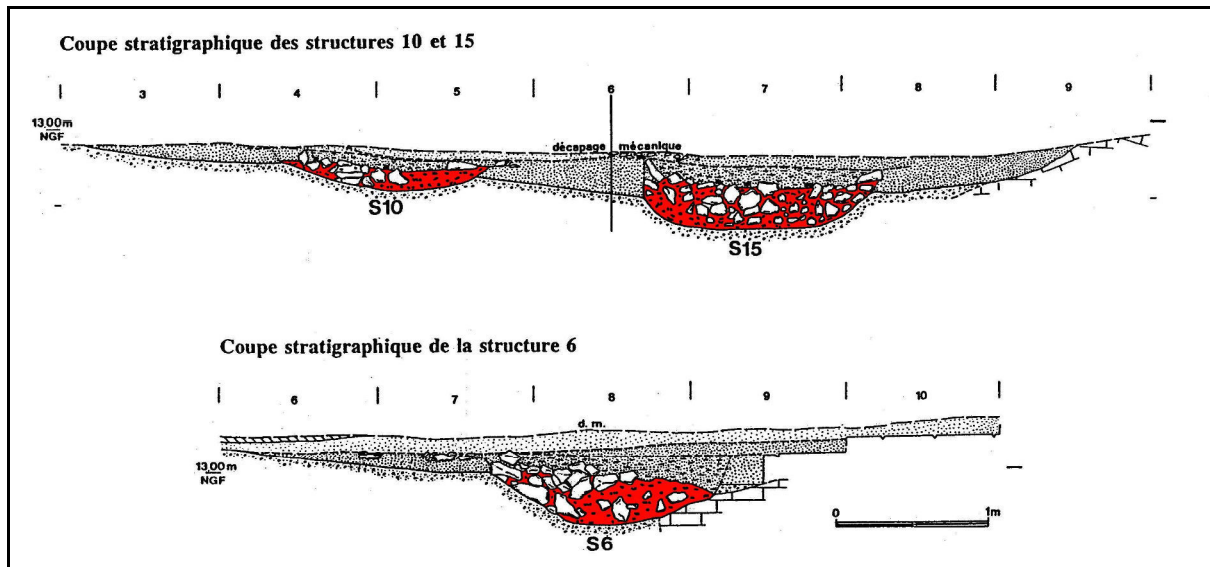 Coupe stratigraphique des structures 10 et 15
3 4 5 6 7 8 9
13,00m
NGF
décapage mécanique
S10
S15
Coupe stratigraphique de la structure 6
6 7 8 9 10
d. m.
13,00m
NGF
0 1m
S6